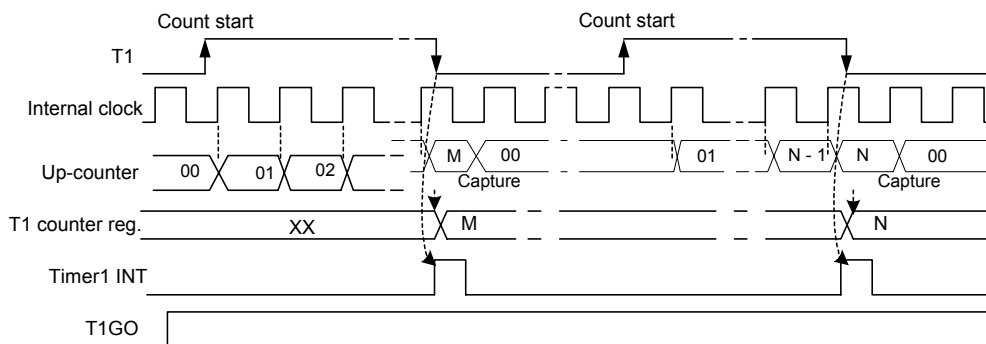 Count start
Count start
T1
Internal clock
Up-counter
00
01
02
M
00
01
N - 1
N
00
Capture
Capture
T1 counter reg.
XX
M
N
Timer1 INT
T1GO